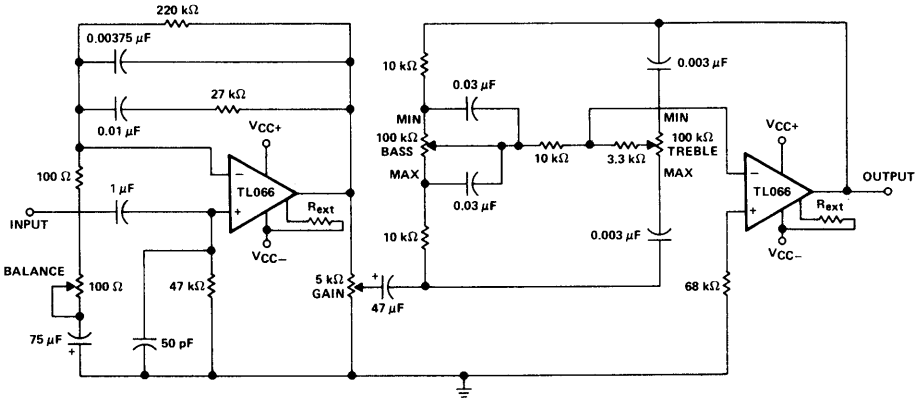 220 kΩ
0.00375 µF
27 kΩ
0.01 µF
100 Ω
1 µF
INPUT
BALANCE
100 Ω
75 µF
+
50 pF
47 kΩ
VCC+
−
TL066
+
Rext
VCC−
5 kΩ
GAIN
+
47 µF
10 kΩ
0.03 µF
MIN
100 kΩ
BASS
MAX
0.03 µF
10 kΩ
10 kΩ
3.3 kΩ
0.003 µF
MIN
100 kΩ
TREBLE
MAX
0.003 µF
68 kΩ
VCC+
−
TL066
+
Rext
VCC−
OUTPUT